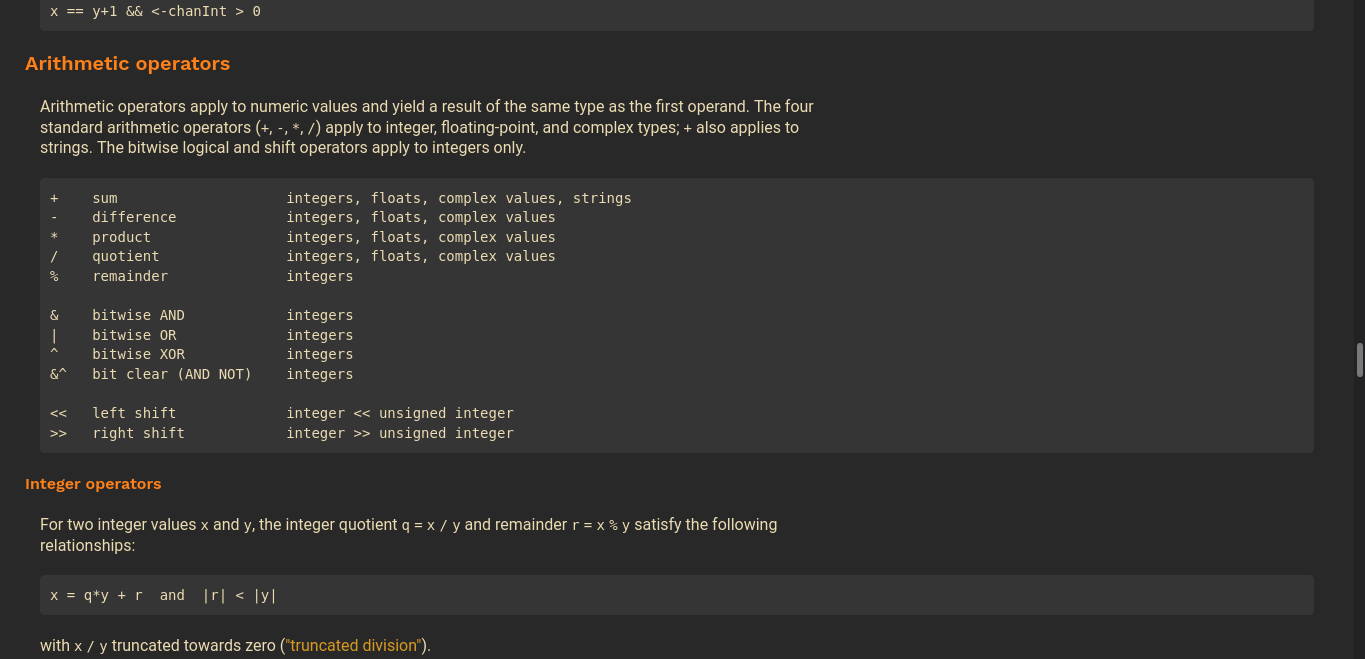 x == y+1 && <-chanInt > 0
Arithmetic operators
Arithmetic operators apply to numeric values and yield a result of the same type as the first operand. The four
standard arithmetic operators (+, -, *, /) apply to integer, floating-point, and complex types; + also applies to
strings. The bitwise logical and shift operators apply to integers only.
+    sum                    integers, floats, complex values, strings
-    difference             integers, floats, complex values
*    product                integers, floats, complex values
/    quotient               integers, floats, complex values
%    remainder              integers
&    bitwise AND            integers
|    bitwise OR             integers
^    bitwise XOR            integers
&^   bit clear (AND NOT)    integers
<<   left shift             integer << unsigned integer
>>   right shift            integer >> unsigned integer
Integer operators
For two integer values x and y, the integer quotient q = x / y and remainder r = x % y satisfy the following
relationships:
x = q*y + r  and  |r| < |y|
with x / y truncated towards zero ("truncated division").